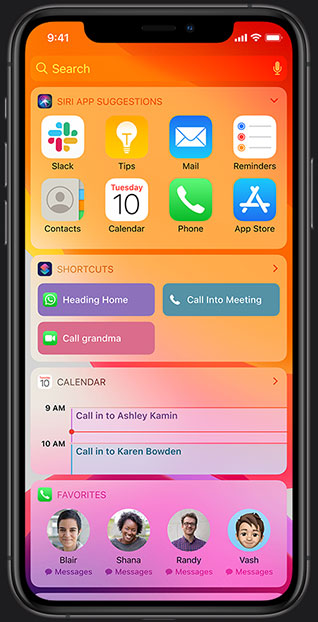 9:41
Search
SIRI APP SUGGESTIONS
Slack Tips Mail Reminders
Tuesday
10
Contacts Calendar Phone App Store
SHORTCUTS
Heading Home Call Into Meeting
Call grandma
10 CALENDAR
9 AM Call in to Ashley Kamin
10 AM Call in to Karen Bowden
FAVORITES
Blair Shana Randy Vash
Messages Messages Messages Messages